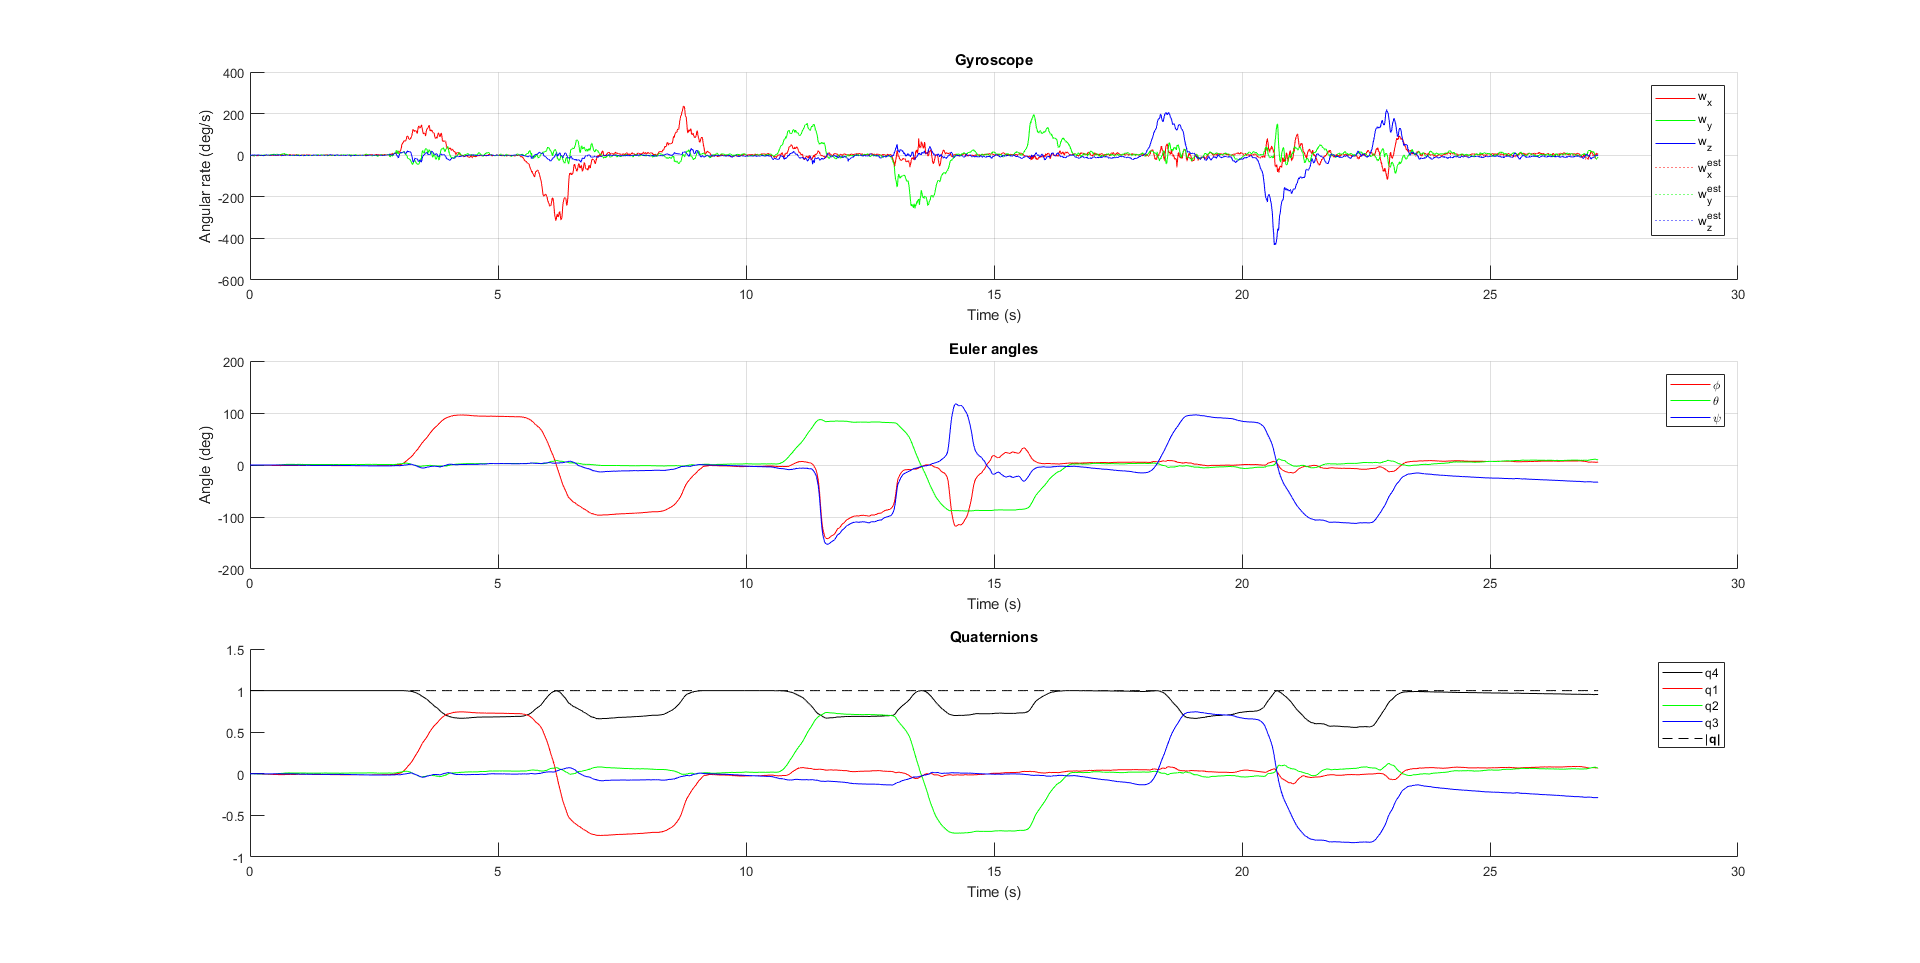 Gyroscope
400
200
0
-200
-400
-600
Angular rate (deg/s)
0 5 10 15 20 25 30
Time (s)
w_x
w_y
w_z
w_x^est
w_y^est
w_z^est
Euler angles
200
100
0
-100
-200
Angle (deg)
0 5 10 15 20 25 30
Time (s)
ϕ
θ
ψ
Quaternions
1.5
1
0.5
0
-0.5
-1
0 5 10 15 20 25 30
Time (s)
q4
q1
q2
q3
|q|